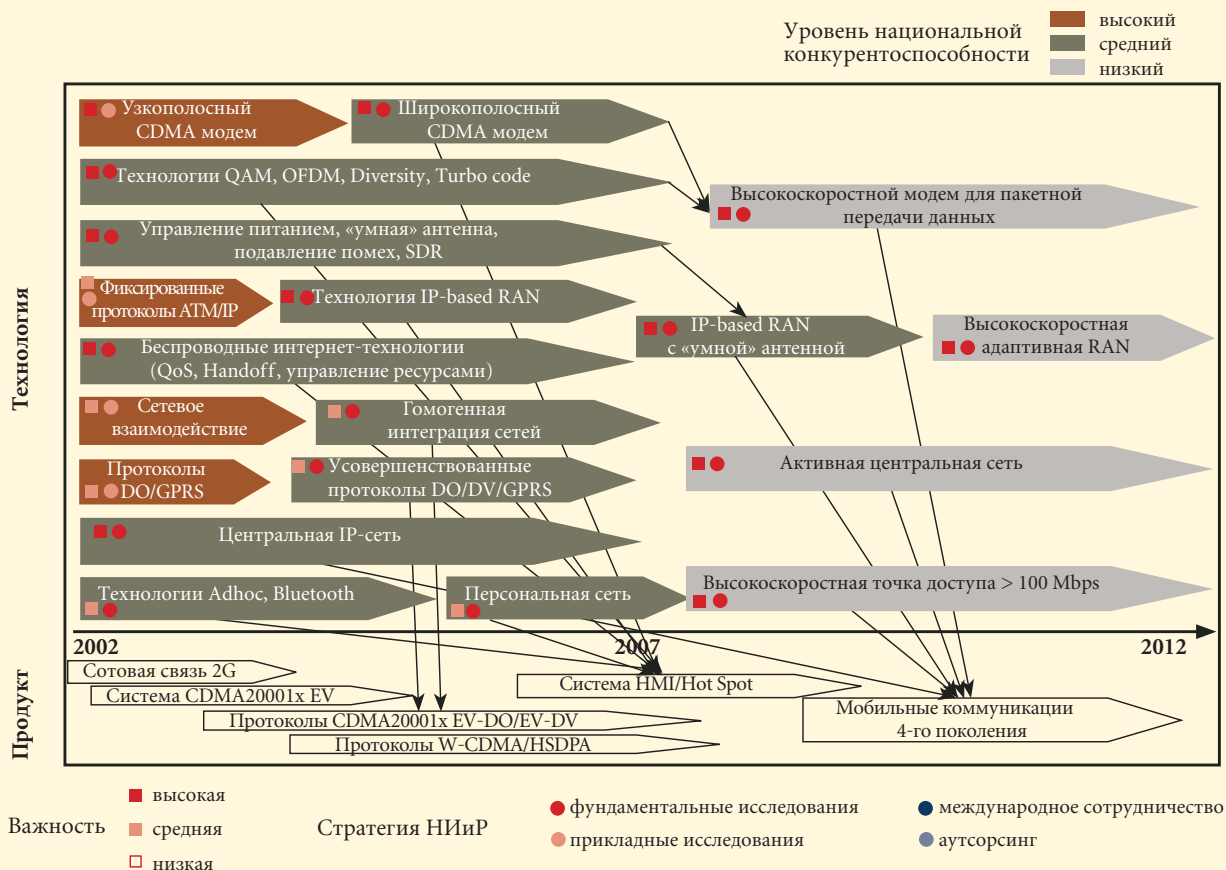 Уровень национальной
конкурентоспособности
высокий
средний
низкий
Технология
Узкополосный
CDMA модем
Широкополосный
CDMA модем
Технологии QAM, OFDM, Diversity, Turbo code
Высокоскоростной модем для пакетной
передачи данных
Управление питанием, «умная» антенна,
подавление помех, SDR
Фиксированные
протоколы ATM/IP
Технология IP-based RAN
IP-based RAN
с «умной» антенной
Высокоскоростная
адаптивная RAN
Беспроводные интернет-технологии
(QoS, Handoff, управление ресурсами)
Сетевое
взаимодействие
Гомогенная
интеграция сетей
Протоколы
DO/GPRS
Усовершенствованные
протоколы DO/DV/GPRS
Активная центральная сеть
Центральная IP-сеть
Технологии Adhoc, Bluetooth
Персональная сеть
Высокоскоростная точка доступа > 100 Mbps
2002
2007
2012
Продукт
Сотовая связь 2G
Система CDMA20001x EV
Система HMI/Hot Spot
Протоколы CDMA20001x EV-DO/EV-DV
Мобильные коммуникации
4-го поколения
Протоколы W-CDMA/HSDPA
Важность
высокая
средняя
низкая
Стратегия НИиР
фундаментальные исследования
прикладные исследования
международное сотрудничество
аутсорсинг